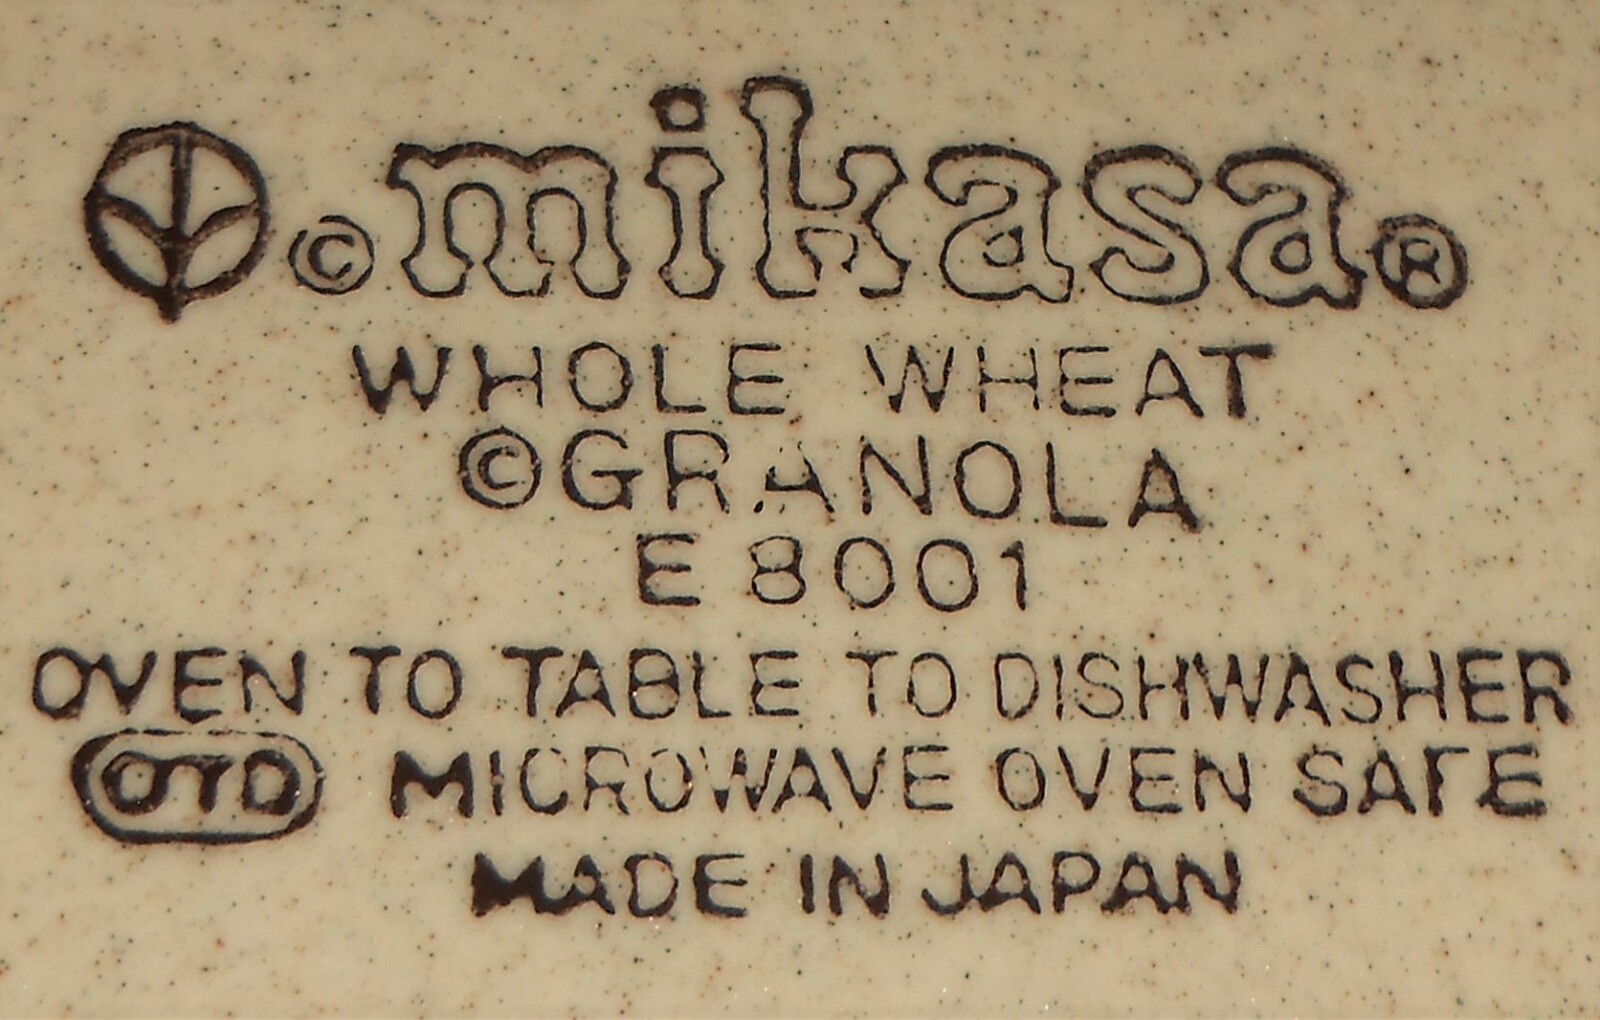 © mikasa ®
WHOLE WHEAT
©GRANOLA
E 8001
OVEN TO TABLE TO DISHWASHER
OTD MICROWAVE OVEN SAFE
MADE IN JAPAN